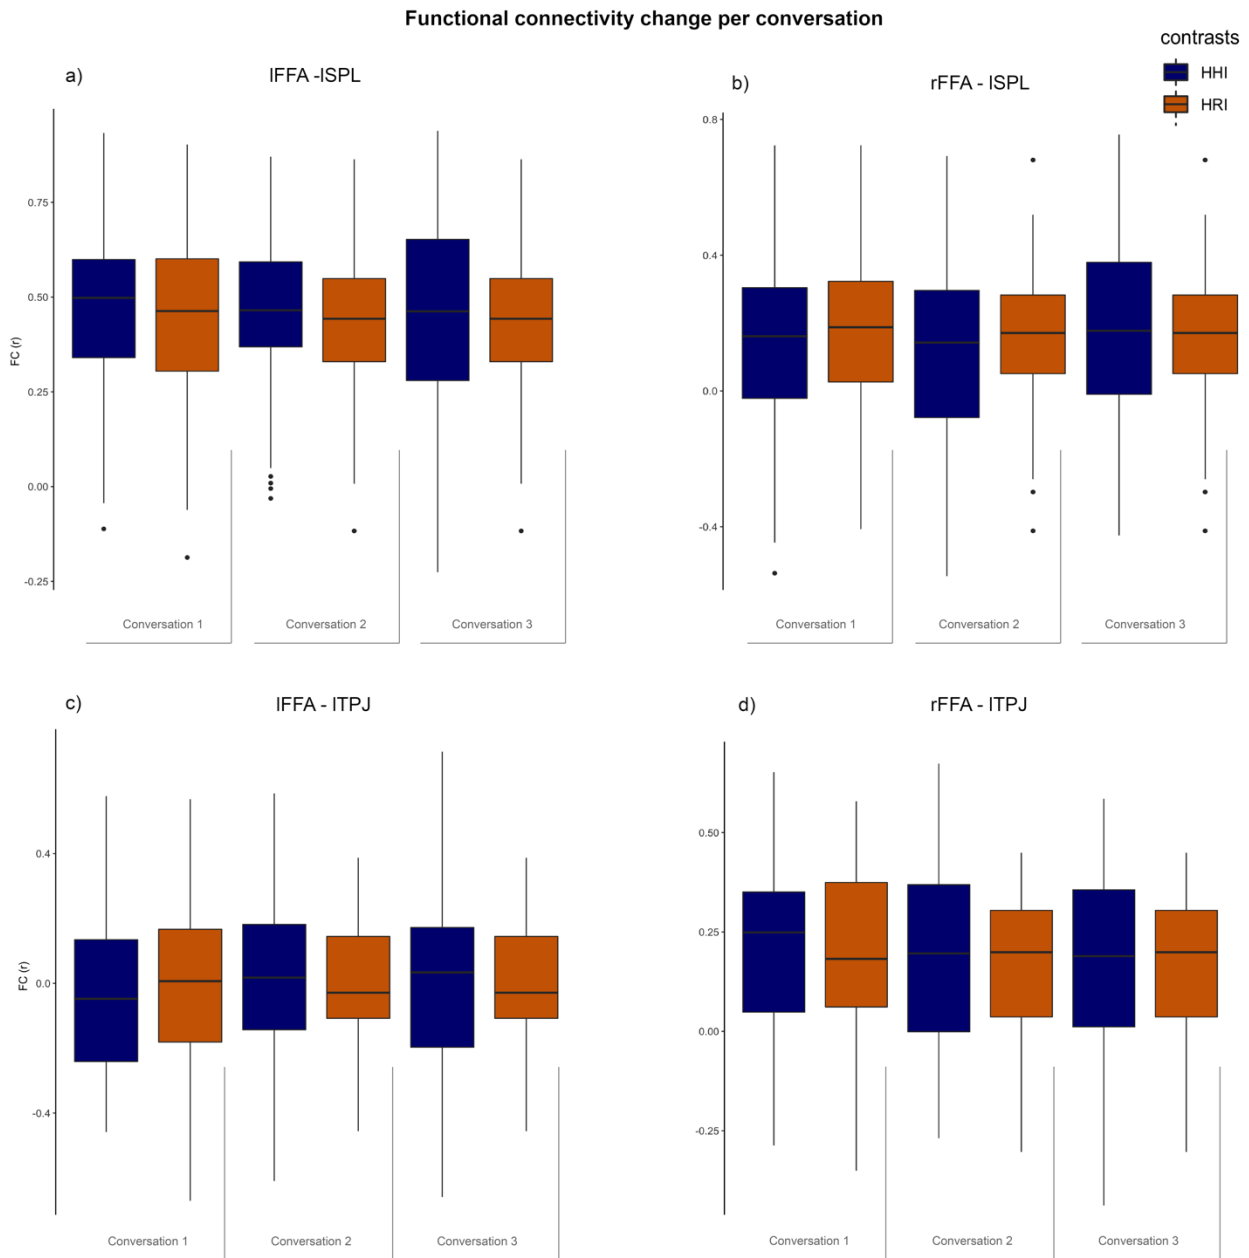 Functional connectivity change per conversation
contrasts
HHI
HRI
a)
lFFA -lSPL
0.75
0.50
0.25
0.00
-0.25
FC (r)
Conversation 1
Conversation 2
Conversation 3
b)
rFFA - lSPL
0.8
0.4
0.0
-0.4
Conversation 1
Conversation 2
Conversation 3
c)
lFFA - lTPJ
0.4
0.0
-0.4
FC (r)
Conversation 1
Conversation 2
Conversation 3
d)
rFFA - lTPJ
0.50
0.25
0.00
-0.25
Conversation 1
Conversation 2
Conversation 3